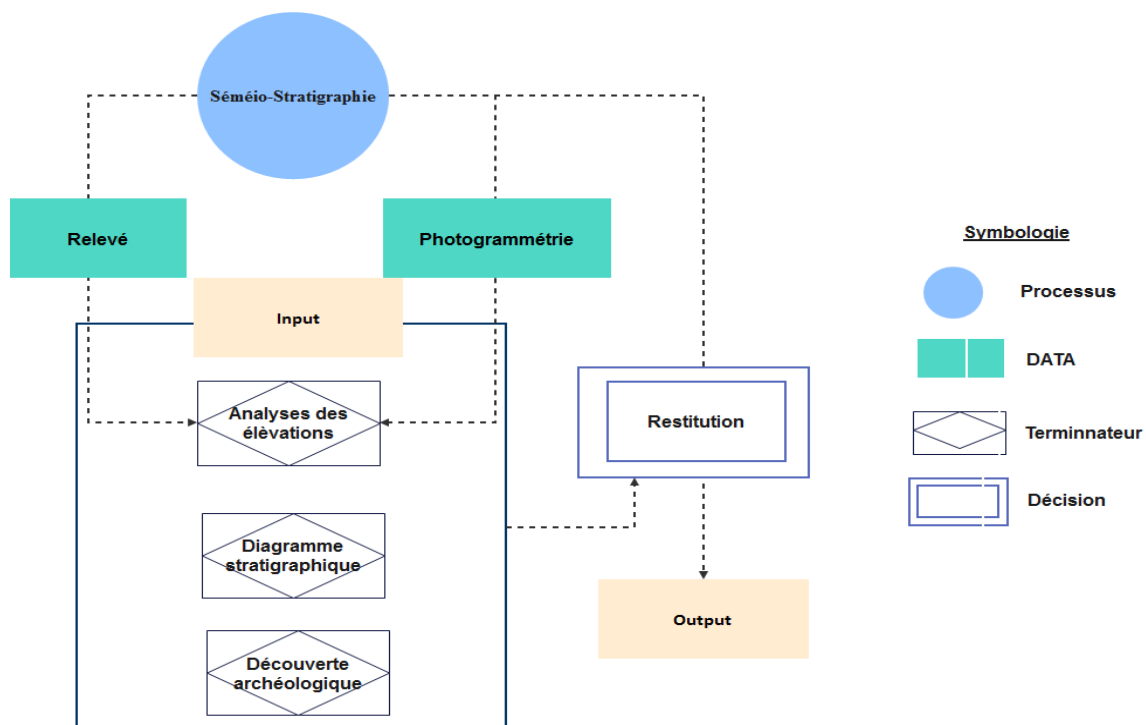 Séméio-Stratigraphie
Relevé
Photogrammétrie
Input
Analyses des
élèvations
Diagramme
stratigraphique
Découverte
archéologique
Restitution
Output
Symbologie
Processus
DATA
Terminnateur
Décision